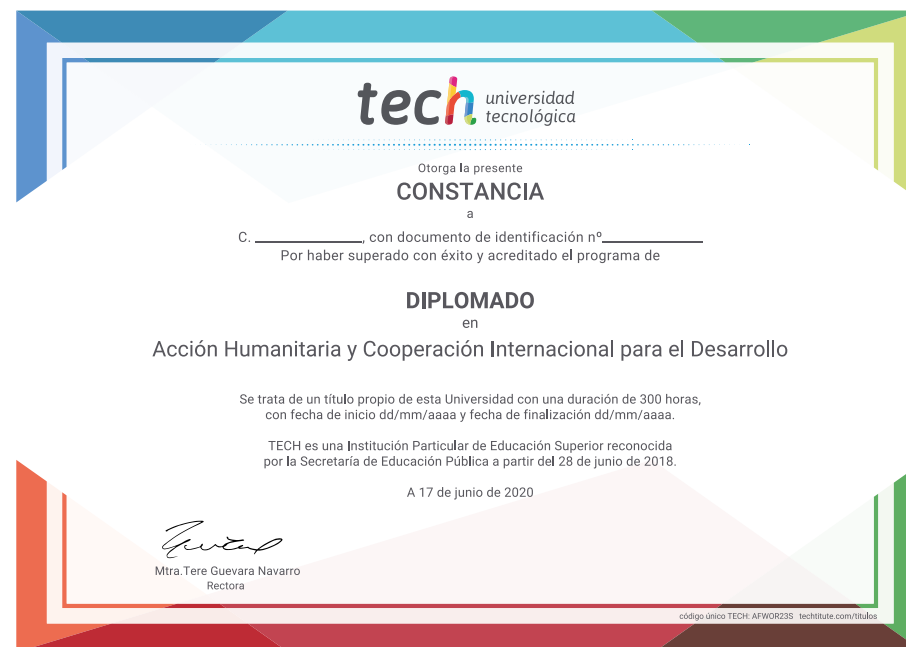 tech universidad
tecnológica
Otorga la presente
CONSTANCIA
a
C. ____________, con documento de identificación nº____________
Por haber superado con éxito y acreditado el programa de
DIPLOMADO
en
Acción Humanitaria y Cooperación Internacional para el Desarrollo
Se trata de un título propio de esta Universidad con una duración de 300 horas,
con fecha de inicio dd/mm/aaaa y fecha de finalización dd/mm/aaaa.
TECH es una Institución Particular de Educación Superior reconocida
por la Secretaría de Educación Pública a partir del 28 de junio de 2018.
A 17 de junio de 2020
Mtra.Tere Guevara Navarro
Rectora
código único TECH: AFWOR23S techtitute.com/titulos